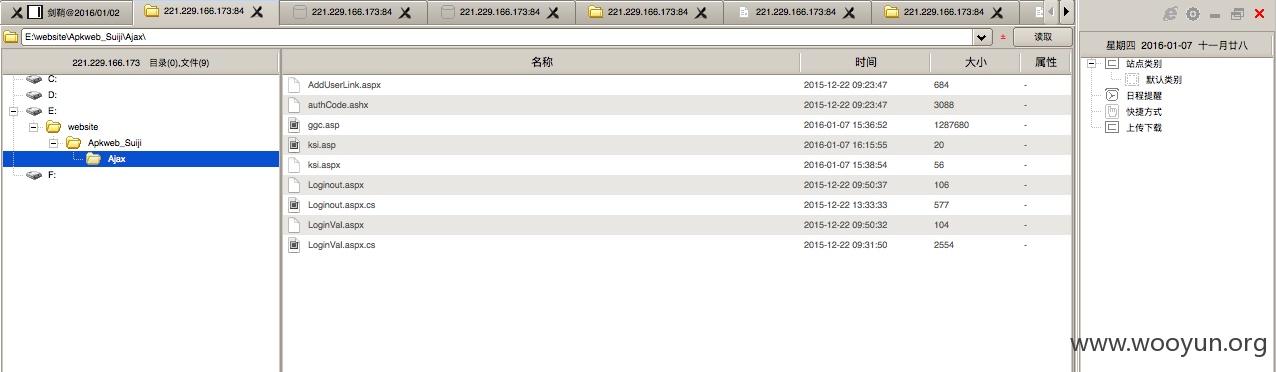 剑鞘@2016/01/02 221.229.166.173:84 221.229.166.173:84 221.229.166.173:84 221.229.166.173:84 221.229.166.173:84 221.229.166.173:84
E:\website\Apkweb_Suiji\Ajax\ 读取
星期四 2016-01-07 十一月廿八
221.229.166.173 目录(0),文件(9)
C:
D:
E:
website
Apkweb_Suiji
Ajax
F:
名称 时间 大小 属性
AddUserLink.aspx 2015-12-22 09:23:47 684 -
authCode.ashx 2015-12-22 09:23:47 3088 -
ggc.asp 2016-01-07 15:36:52 1287680 -
ksi.asp 2016-01-07 16:15:55 20 -
ksi.aspx 2016-01-07 15:38:54 56 -
Loginout.aspx 2015-12-22 09:50:37 106 -
Loginout.aspx.cs 2015-12-22 13:33:33 577 -
LoginVal.aspx 2015-12-22 09:50:32 104 -
LoginVal.aspx.cs 2015-12-22 09:31:50 2554 -
站点类别
默认类别
日程提醒
快捷方式
上传下载
www.wooyun.org